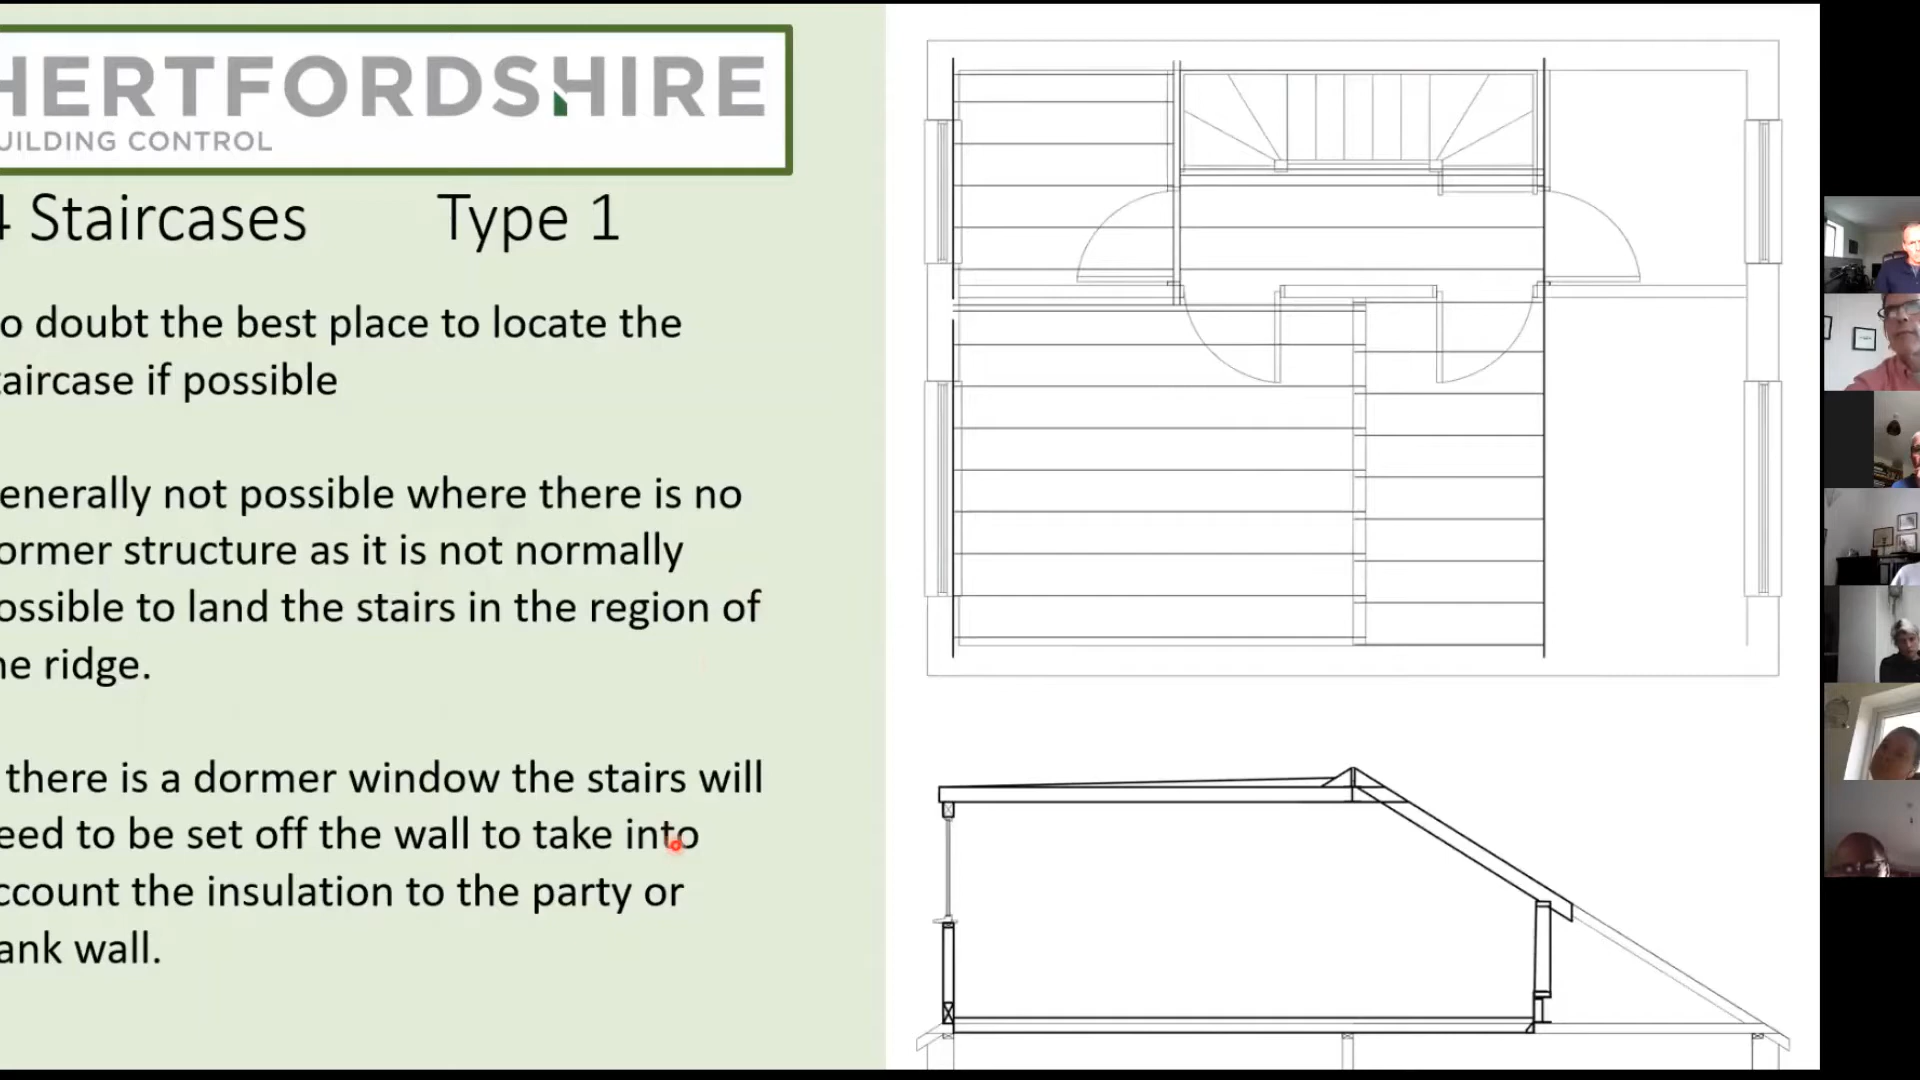 HERTFORDSHIRE
UILDING CONTROL
4 Staircases Type 1
o doubt the best place to locate the
taircase if possible
enerally not possible where there is no
ormer structure as it is not normally
ossible to land the stairs in the region of
he ridge.
there is a dormer window the stairs will
eed to be set off the wall to take into
ccount the insulation to the party or
ank wall.